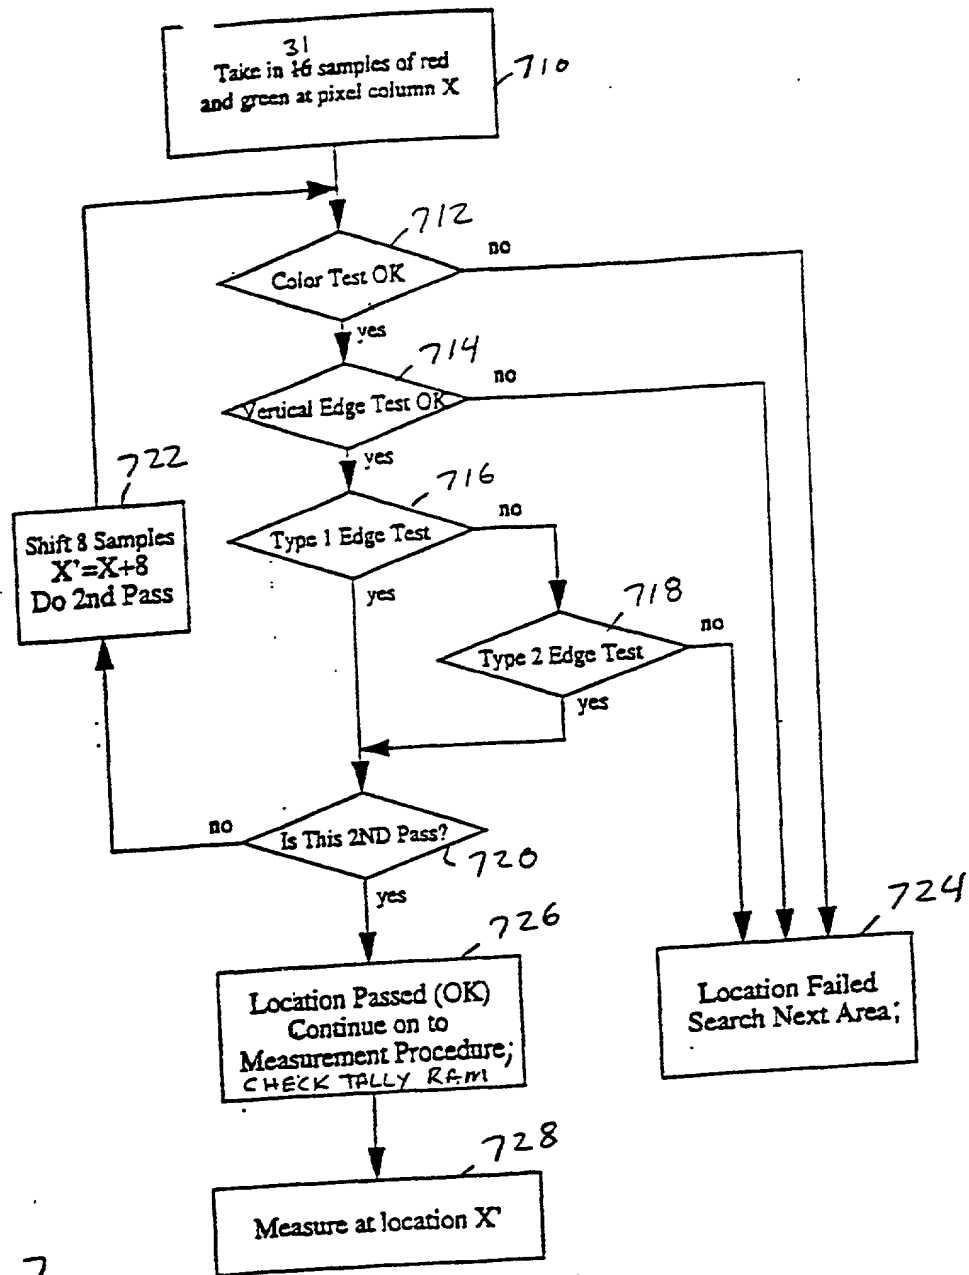 31
Take in 16 samples of red
and green at pixel column X
710
712
no
Color Test OK
yes
714
no
Vertical Edge Test OK
yes
722
716
no
Shift 8 Samples
X'=X+8
Do 2nd Pass
Type 1 Edge Test
yes
718
no
Type 2 Edge Test
yes
no
Is This 2ND Pass?
720
yes
724
726
Location Passed (OK)
Continue on to
Measurement Procedure;
CHECK TALLY RAM
Location Failed
Search Next Area;
728
Measure at location X'
7